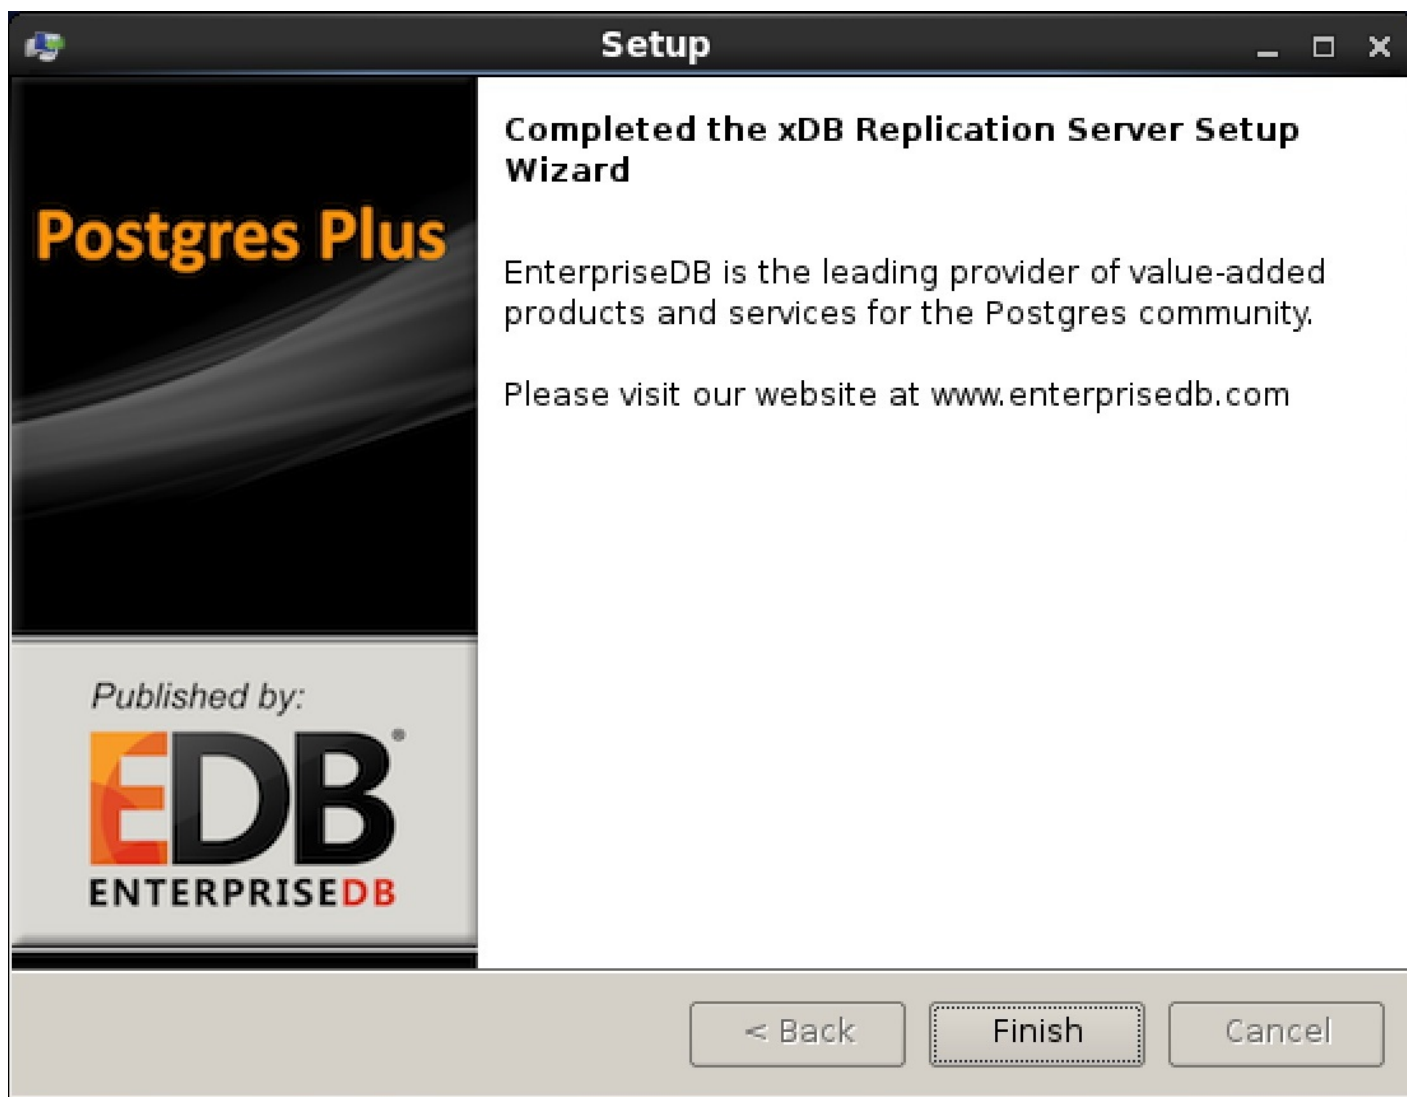 Setup
Postgres Plus
Published by:
EDB®
ENTERPRISEDB
Completed the xDB Replication Server Setup
Wizard
EnterpriseDB is the leading provider of value-added
products and services for the Postgres community.
Please visit our website at www.enterprisedb.com
< Back
Finish
Cancel